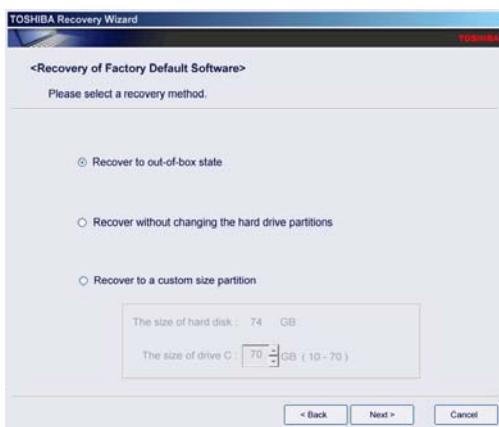 TOSHIBA Recovery Wizard
TOSHIBA
<Recovery of Factory Default Software>
Please select a recovery method.
Recover to out-of-box state
Recover without changing the hard drive partitions
Recover to a custom size partition
The size of hard disk : 74 GB
The size of drive C : 70 GB ( 10 - 70 )
< Back Next > Cancel